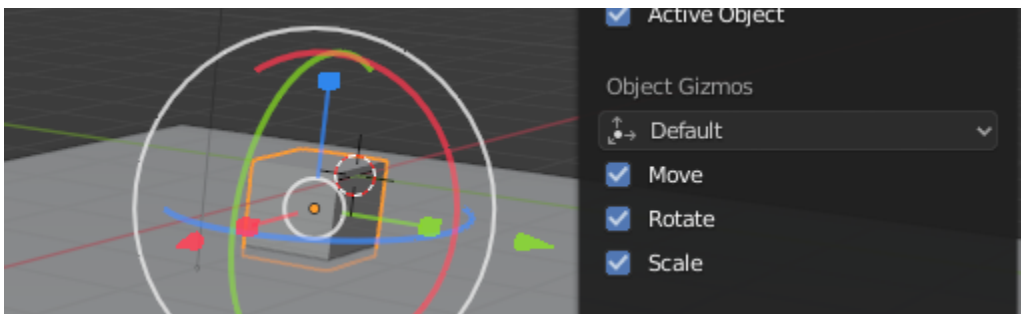 Active Object
Object Gizmos
Default
Move
Rotate
Scale